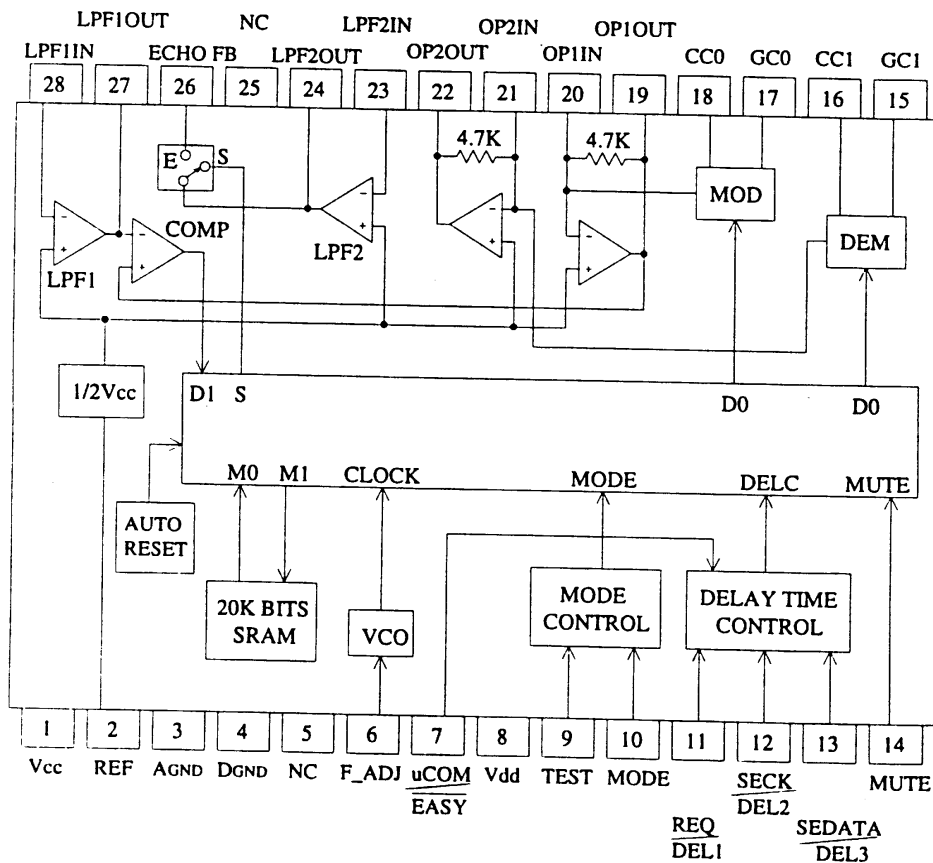 LPF1OUT NC LPF2IN OP2IN OP1OUT
LPF1IN ECHO FB LPF2OUT OP2OUT OP1IN CC0 GC0 CC1 GC1
28 27 26 25 24 23 22 21 20 19 18 17 16 15
4.7K 4.7K
E S
MOD
COMP
DEM
LPF1 LPF2
1/2Vcc
D1 S D0 D0
M0 M1 CLOCK MODE DELC MUTE
AUTO
RESET
20K BITS
SRAM
VCO
MODE
CONTROL
DELAY TIME
CONTROL
1 2 3 4 5 6 7 8 9 10 11 12 13 14
Vcc REF AGND DGND NC F_ADJ uCOM Vdd TEST MODE SECK MUTE
EASY DEL2
REQ SEDATA
DEL1 DEL3